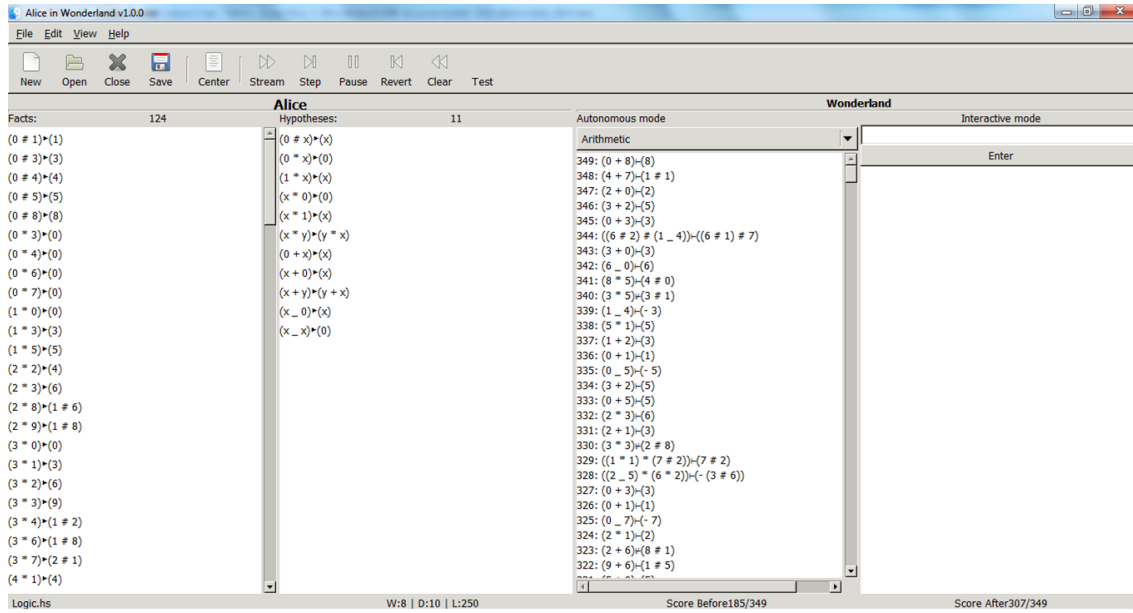 Alice in Wonderland v1.0.0
File Edit View Help
New Open Close Save Center Stream Step Pause Revert Clear Test
Alice
Wonderland
Facts: 124
Hypotheses: 11
Autonomous mode
Interactive mode
Arithmetic
Enter
(0 # 1)▸(1)
(0 # 3)▸(3)
(0 # 4)▸(4)
(0 # 5)▸(5)
(0 # 8)▸(8)
(0 * 3)▸(0)
(0 * 4)▸(0)
(0 * 6)▸(0)
(0 * 7)▸(0)
(1 * 0)▸(0)
(1 * 3)▸(3)
(1 * 5)▸(5)
(2 * 2)▸(4)
(2 * 3)▸(6)
(2 * 8)▸(1 # 6)
(2 * 9)▸(1 # 8)
(3 * 0)▸(0)
(3 * 1)▸(3)
(3 * 2)▸(6)
(3 * 3)▸(9)
(3 * 4)▸(1 # 2)
(3 * 6)▸(1 # 8)
(3 * 7)▸(2 # 1)
(4 * 1)▸(4)
(0 # x)▸(x)
(0 * x)▸(0)
(1 * x)▸(x)
(x * 0)▸(0)
(x * 1)▸(x)
(x * y)▸(y * x)
(0 + x)▸(x)
(x + 0)▸(x)
(x + y)▸(y + x)
(x _ 0)▸(x)
(x _ x)▸(0)
349: (0 + 8)⊢(8)
348: (4 + 7)⊢(1 # 1)
347: (2 + 0)⊢(2)
346: (3 + 2)⊢(5)
345: (0 + 3)⊢(3)
344: ((6 # 2) # (1 _ 4))⊢((6 # 1) # 7)
343: (3 + 0)⊢(3)
342: (6 _ 0)⊢(6)
341: (8 * 5)⊢(4 # 0)
340: (3 * 5)⊬(3 # 1)
339: (1 _ 4)⊢(- 3)
338: (5 * 1)⊢(5)
337: (1 + 2)⊢(3)
336: (0 + 1)⊢(1)
335: (0 _ 5)⊢(- 5)
334: (3 + 2)⊢(5)
333: (0 + 5)⊢(5)
332: (2 * 3)⊢(6)
331: (2 + 1)⊢(3)
330: (3 * 3)⊬(2 # 8)
329: ((1 * 1) * (7 # 2))⊢(7 # 2)
328: ((2 _ 5) * (6 * 2))⊢(- (3 # 6))
327: (0 + 3)⊢(3)
326: (0 + 1)⊢(1)
325: (0 _ 7)⊢(- 7)
324: (2 * 1)⊢(2)
323: (2 + 6)⊬(8 # 1)
322: (9 + 6)⊢(1 # 5)
Logic.hs
W:8 | D:10 | L:250
Score Before185/349
Score After307/349